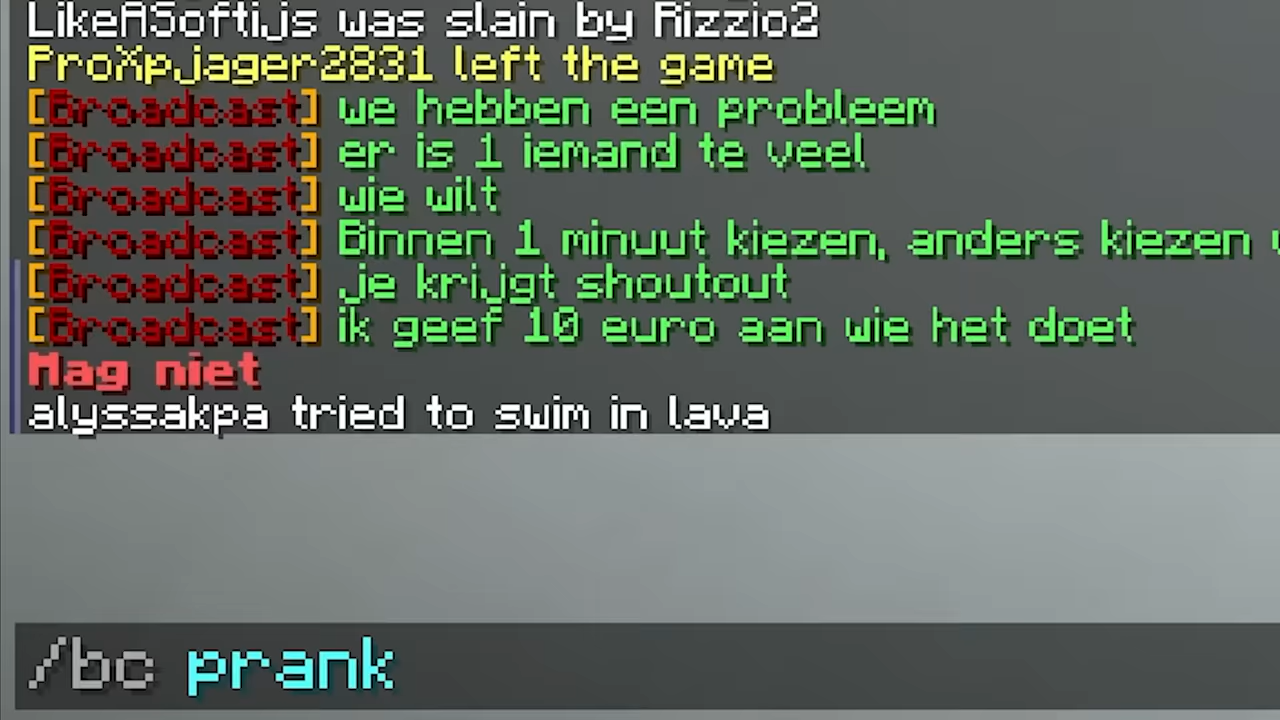 LikeASoftijs was slain by Rizzio2
ProXpjager2831 left the game
[Broadcast] we hebben een probleem
[Broadcast] er is 1 iemand te veel
[Broadcast] wie wilt
[Broadcast] Binnen 1 minuut kiezen, anders kiezen
[Broadcast] je krijgt shoutout
[Broadcast] ik geef 10 euro aan wie het doet
Mag niet
alyssakpa tried to swim in lava
/bc prank